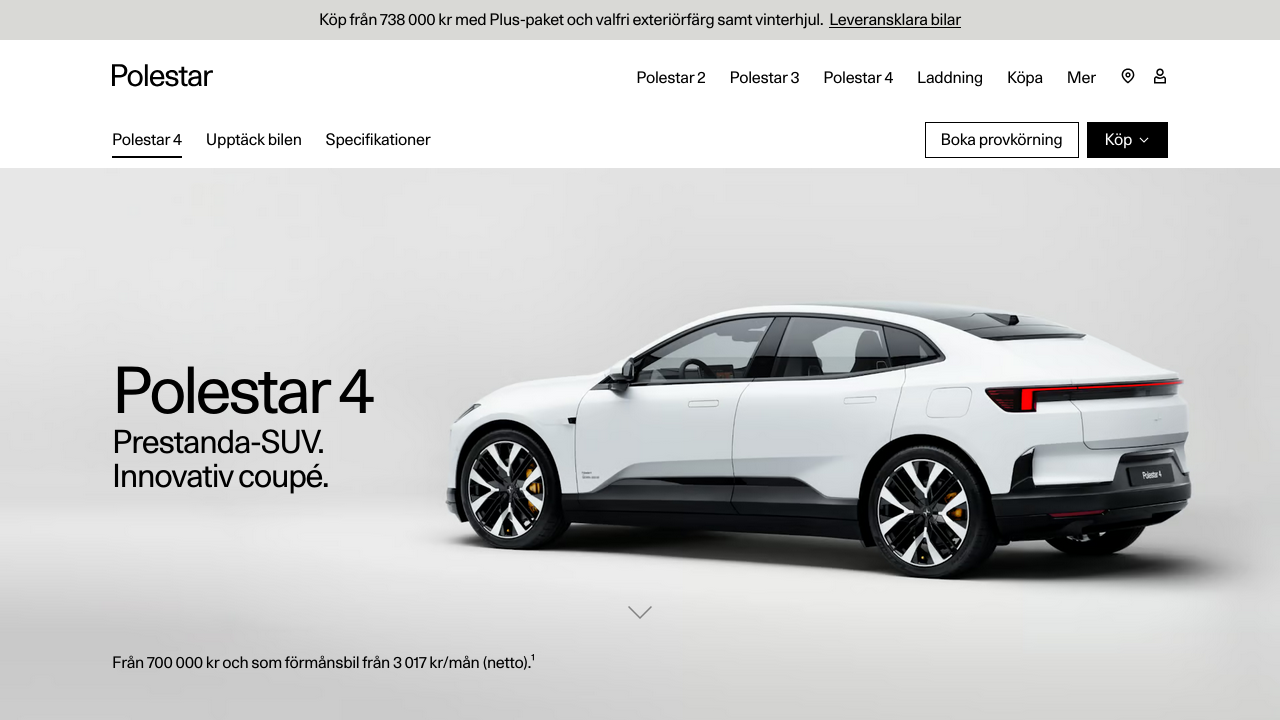 Köp från 738 000 kr med Plus-paket och valfri exteriörfärg samt vinterhjul. Leveransklara bilar
Polestar
Polestar 2
Polestar 3
Polestar 4
Laddning
Köpa
Mer
Polestar 4
Upptäck bilen
Specifikationer
Boka provkörning
Köp
Polestar 4
Prestanda-SUV.
Innovativ coupé.
Polestar 4
Från 700 000 kr och som förmånsbil från 3 017 kr/mån (netto).¹